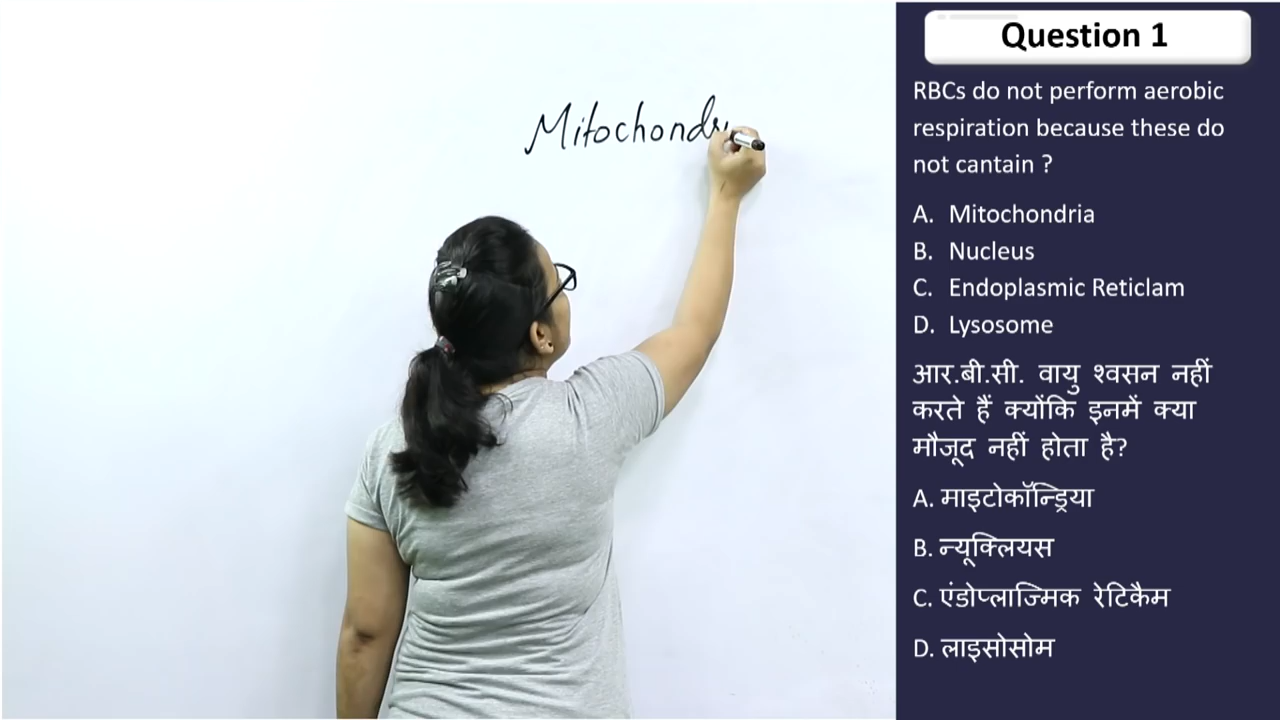 Mitochondri
Question 1
RBCs do not perform aerobic
respiration because these do
not cantain ?
A. Mitochondria
B. Nucleus
C. Endoplasmic Reticlam
D. Lysosome
आर.बी.सी. वायु श्वसन नहीं
करते हैं क्योंकि इनमें क्या
मौजूद नहीं होता है?
A. माइटोकॉन्ड्रिया
B. न्यूक्लियस
C. एंडोप्लाज्मिक रेटिकैम
D. लाइसोसोम